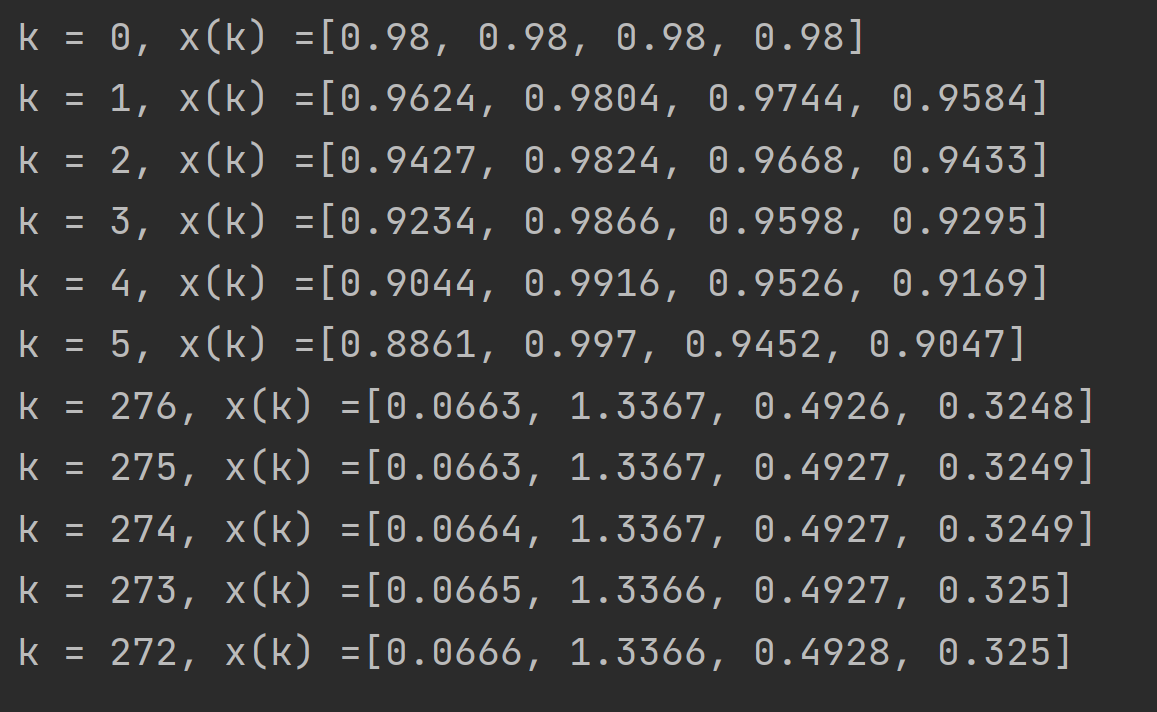 k = 0, x(k) =[0.98, 0.98, 0.98, 0.98]
k = 1, x(k) =[0.9624, 0.9804, 0.9744, 0.9584]
k = 2, x(k) =[0.9427, 0.9824, 0.9668, 0.9433]
k = 3, x(k) =[0.9234, 0.9866, 0.9598, 0.9295]
k = 4, x(k) =[0.9044, 0.9916, 0.9526, 0.9169]
k = 5, x(k) =[0.8861, 0.997, 0.9452, 0.9047]
k = 276, x(k) =[0.0663, 1.3367, 0.4926, 0.3248]
k = 275, x(k) =[0.0663, 1.3367, 0.4927, 0.3249]
k = 274, x(k) =[0.0664, 1.3367, 0.4927, 0.3249]
k = 273, x(k) =[0.0665, 1.3366, 0.4927, 0.325]
k = 272, x(k) =[0.0666, 1.3366, 0.4928, 0.325]